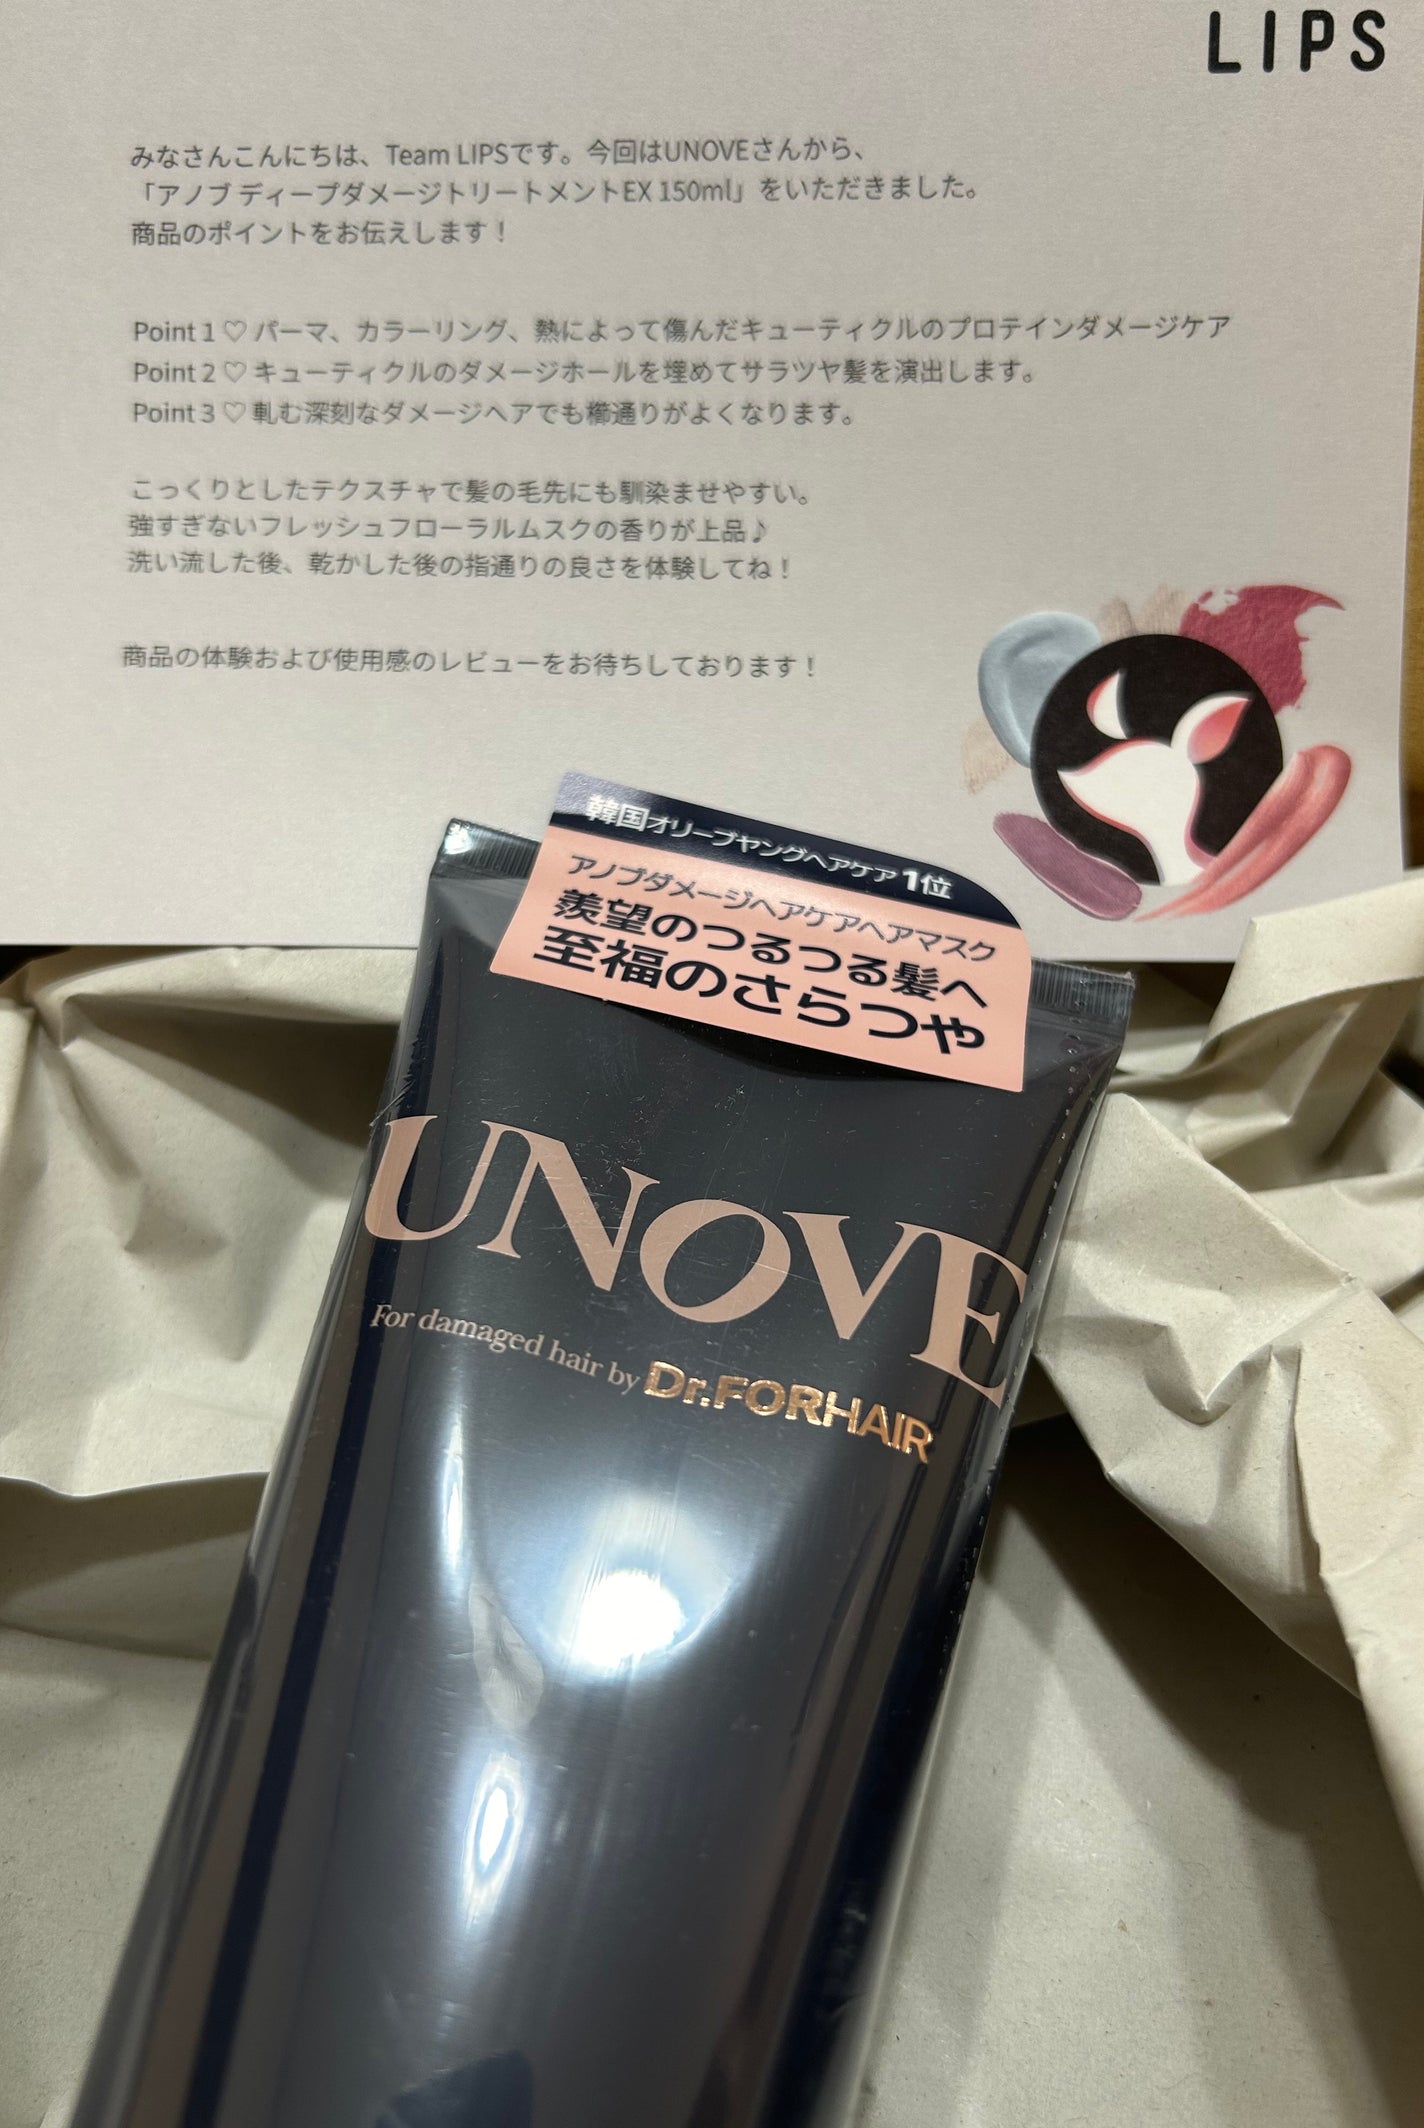 LIPS
みなさんこんにちは、Team LIPSです。今回はUNOVEさんから、
「アノブ ディープダメージトリートメントEX 150ml」をいただきました。
商品のポイントをお伝えします！
Point 1 ♡ パーマ、カラーリング、熱によって傷んだキューティクルのプロテインダメージケア
Point 2 ♡ キューティクルのダメージホールを埋めてサラツヤ髪を演出します。
Point 3 ♡ 軋む深刻なダメージヘアでも櫛通りがよくなります。
こっくりとしたテクスチャで髪の毛先にも馴染ませやすい。
強すぎないフレッシュフローラルムスクの香りが上品♪
洗い流した後、乾かした後の指通りの良さを体験してね！
商品の体験および使用感のレビューをお待ちしております！
韓国オリーブヤングヘアケア1位
アノブダメージヘアケアヘアマスク
羨望のつるつる髪へ
至福のさらつや
UNOVE
For damaged hair by Dr.FORHAIR